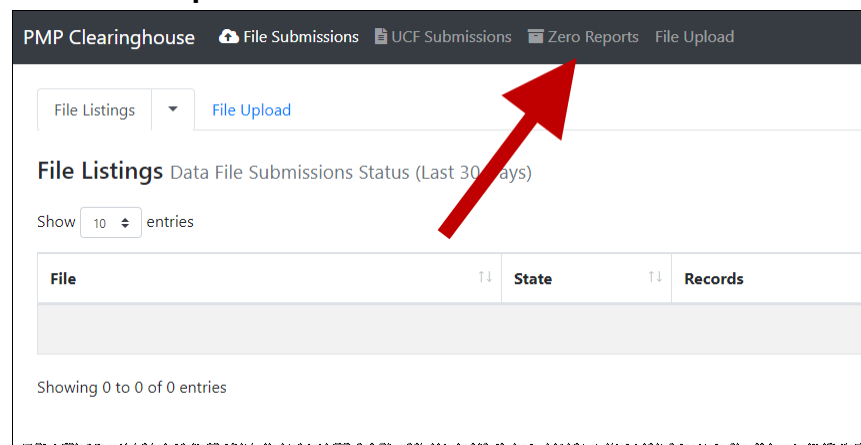 PMP Clearinghouse File Submissions UCF Submissions Zero Reports File Upload
File Listings File Upload
File Listings Data File Submissions Status (Last 30 Days)
Show 10 entries
File State Records
Showing 0 to 0 of 0 entries